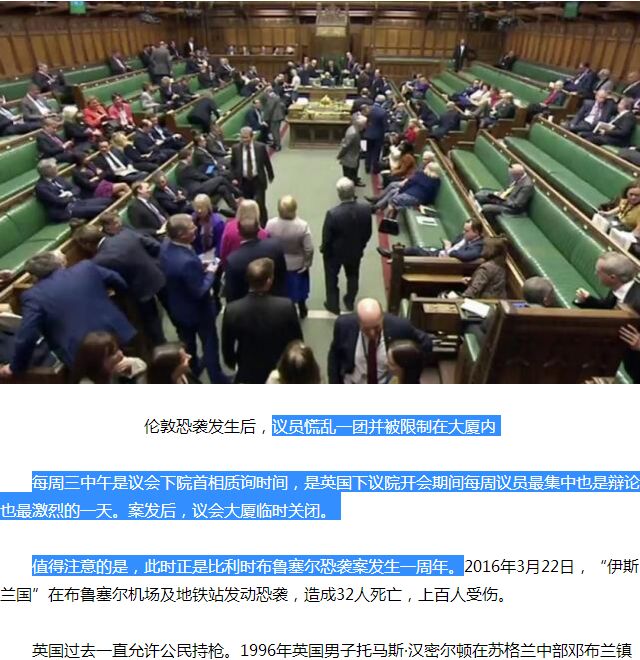 伦敦恐袭发生后，议员慌乱一团并被限制在大厦内
每周三中午是议会下院首相质询时间，是英国下议院开会期间每周议员最集中也是辩论
也最激烈的一天。案发后，议会大厦临时关闭。
值得注意的是，此时正是比利时布鲁塞尔恐袭案发生一周年。2016年3月22日，“伊斯
兰国”在布鲁塞尔机场及地铁站发动恐袭，造成32人死亡，上百人受伤。
英国过去一直允许公民持枪。1996年英国男子托马斯·汉密尔顿在苏格兰中部邓布兰镇